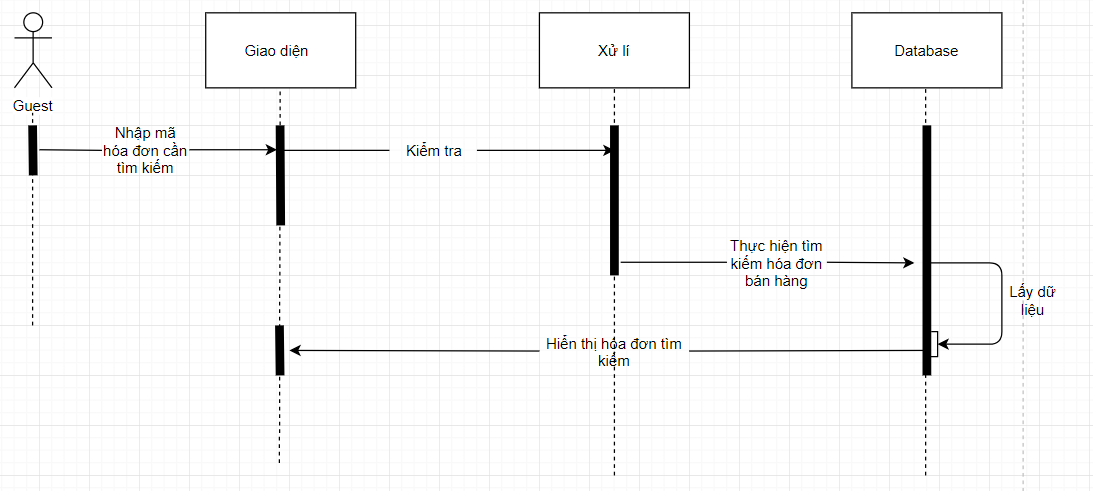 Giao diện
Xử lí
Database
Guest
Nhập mã
hóa đơn cần
tìm kiếm
Kiểm tra
Thực hiện tìm
kiếm hóa đơn
bán hàng
Lấy dữ
liệu
Hiển thị hóa đơn tìm
kiếm